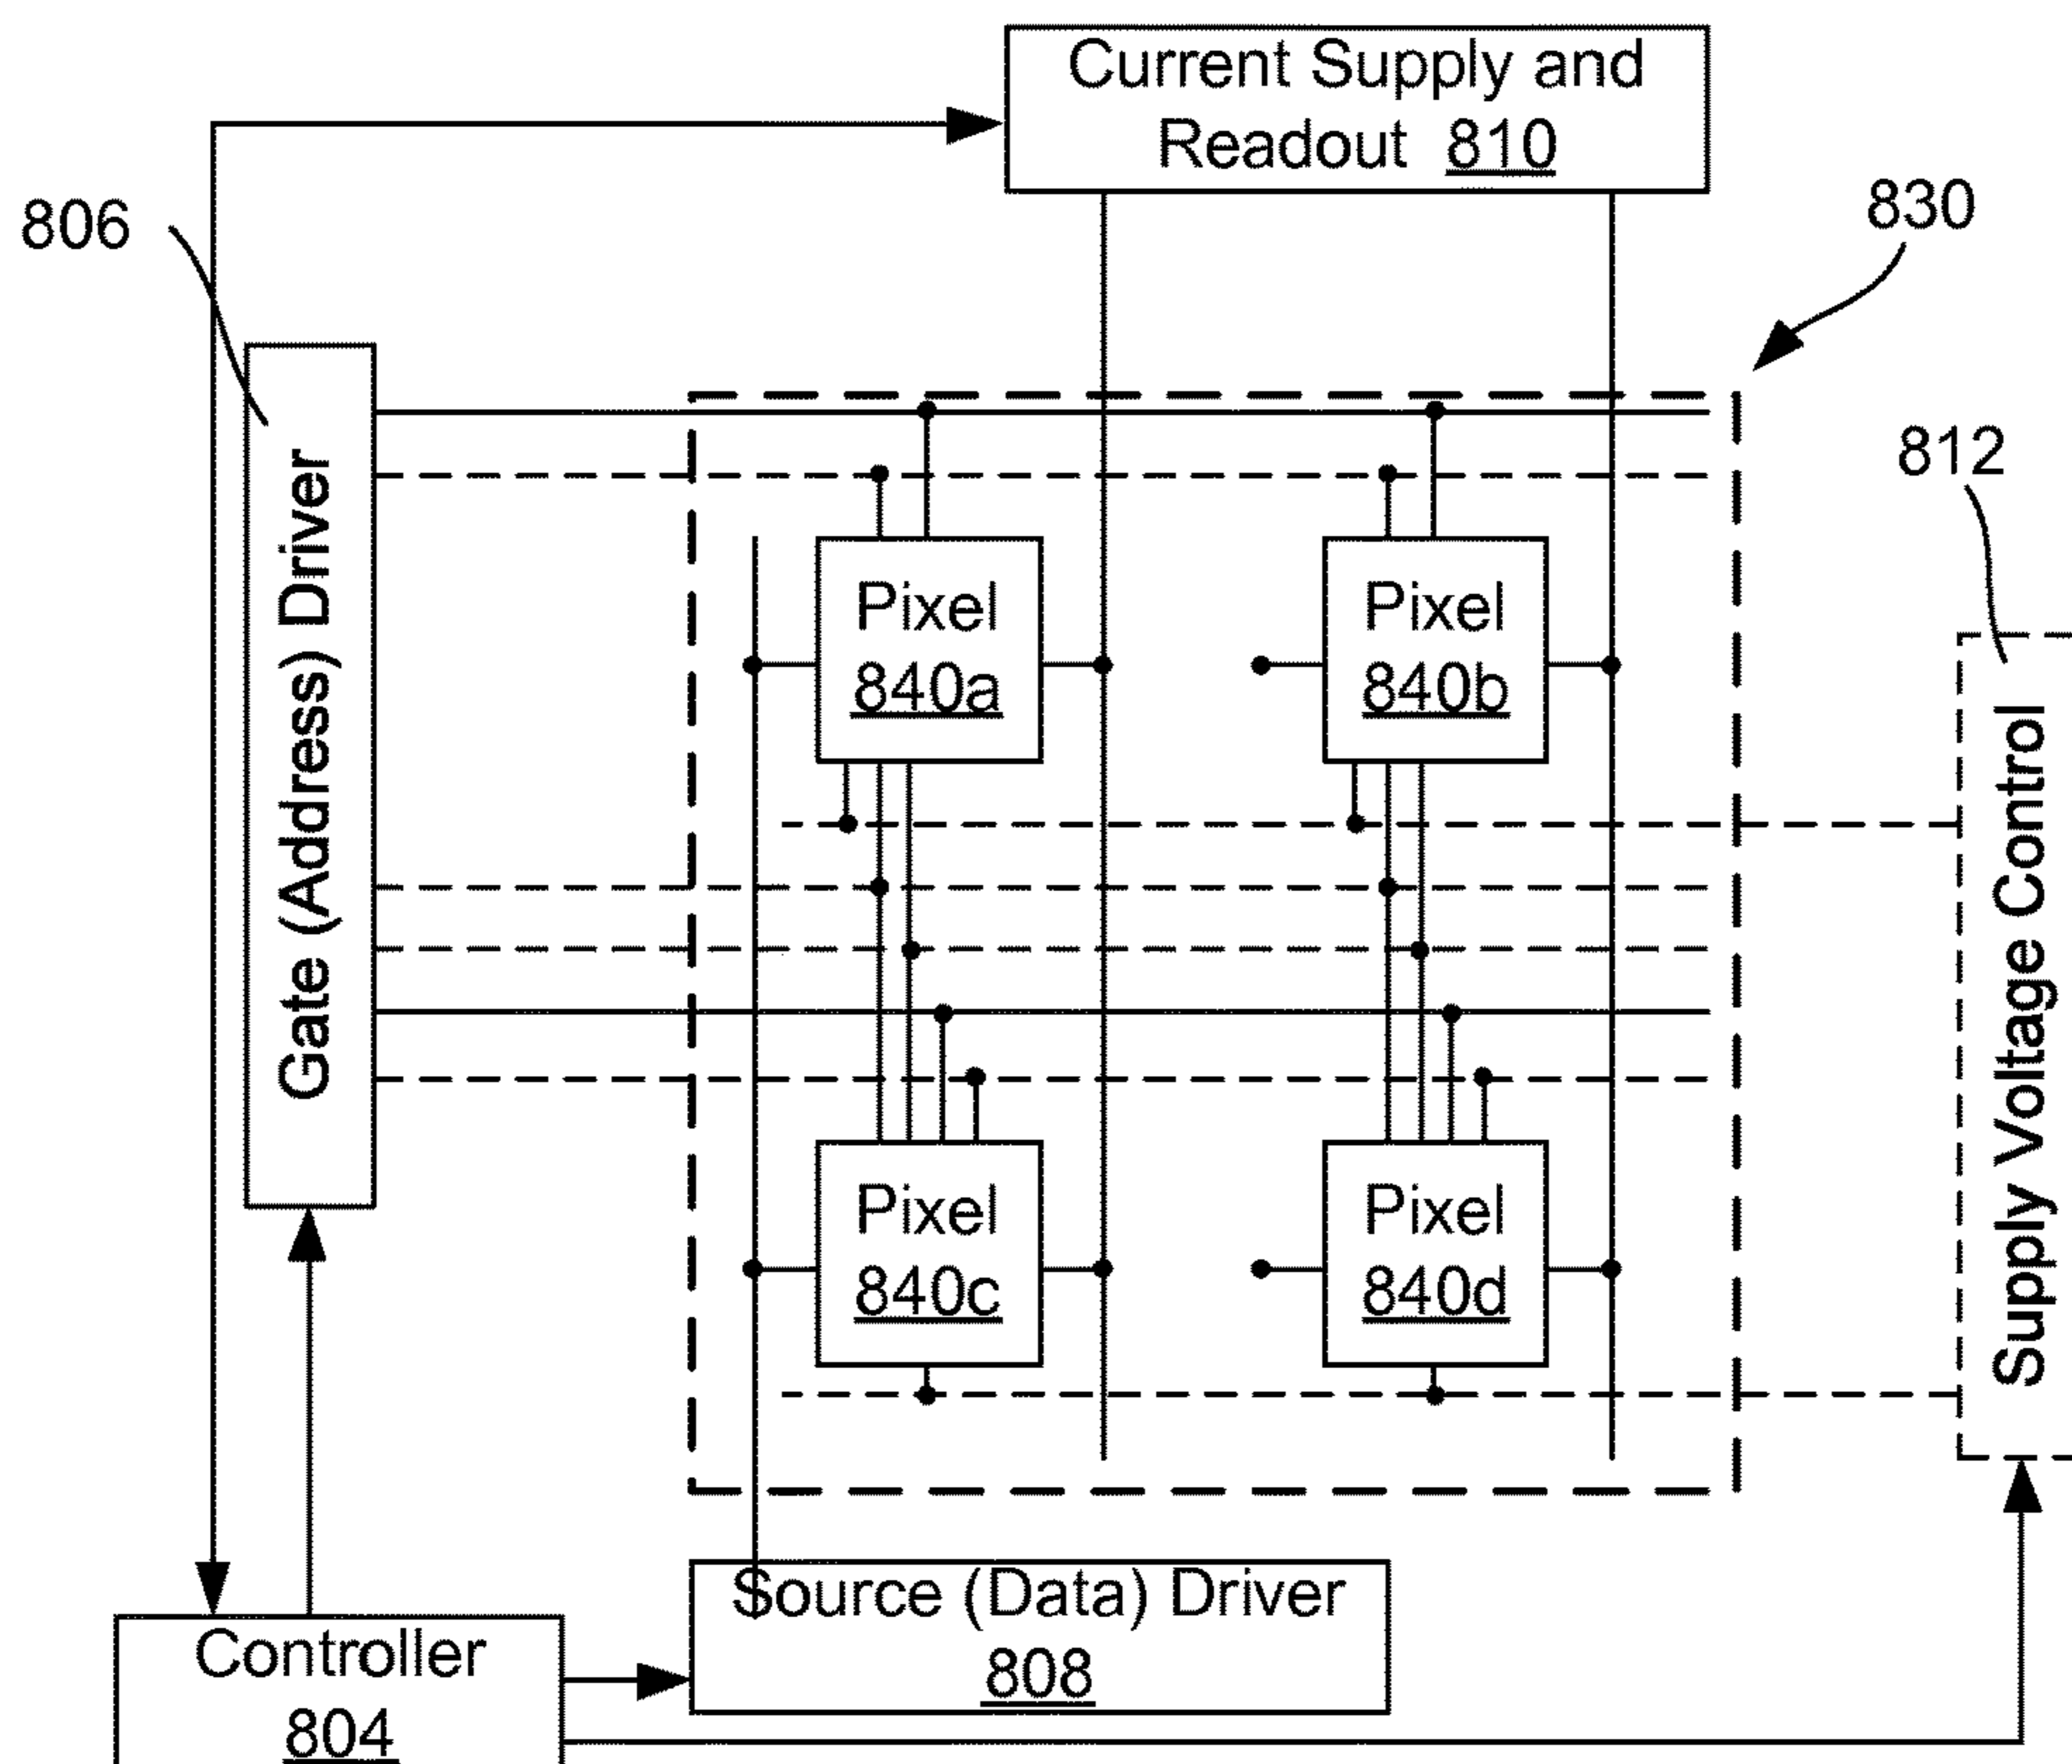 Current Supply and
Readout 810
806
830
812
Gate (Address) Driver
Pixel
840a
Pixel
840b
Supply Voltage Control
Pixel
840c
Pixel
840d
Source (Data) Driver
808
Controller
804